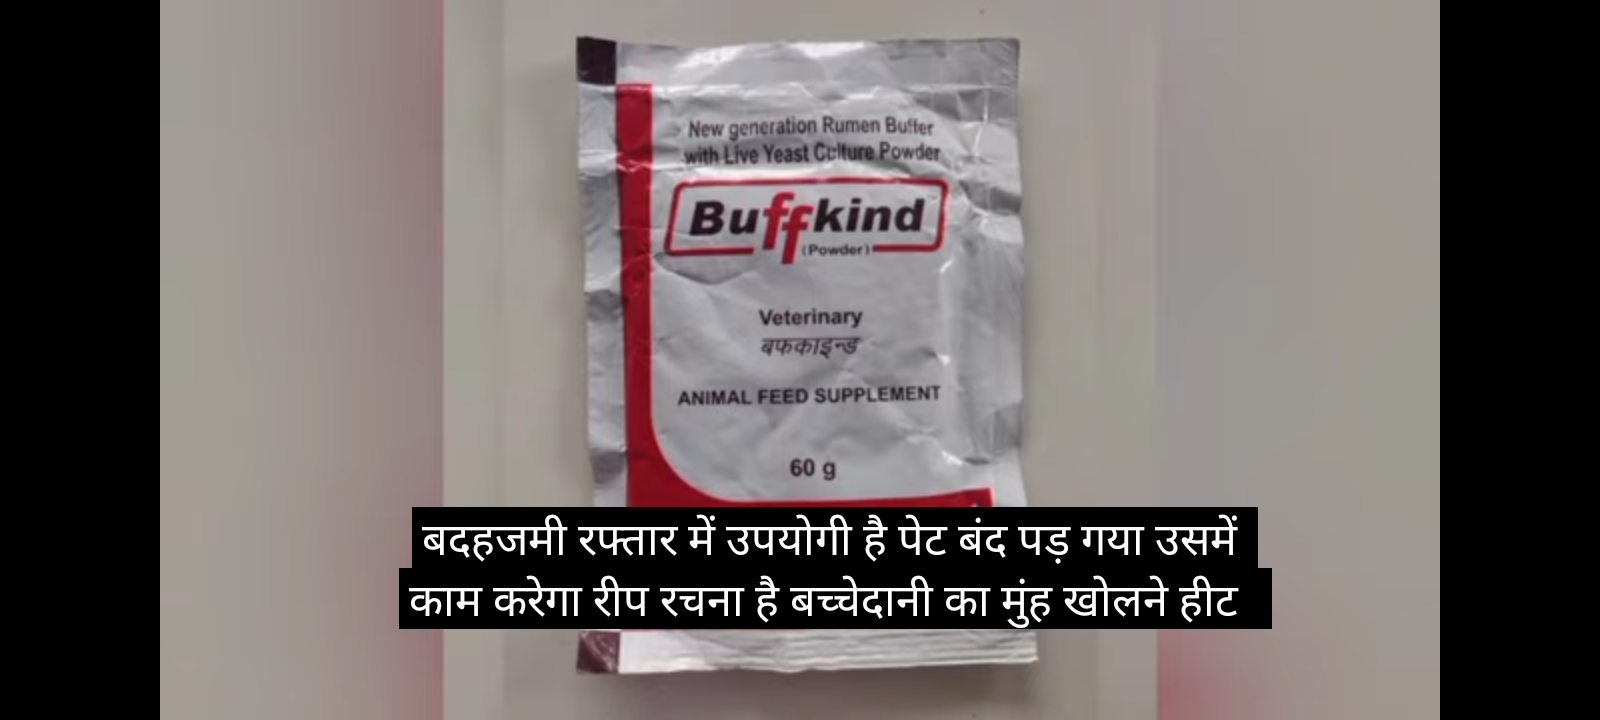 New generation Rumen Buffer
with Live Yeast Culture Powder
Buffkind
(Powder)
Veterinary
बफकाइन्ड
ANIMAL FEED SUPPLEMENT
60 g
बदहजमी रफ्तार में उपयोगी है पेट बंद पड़ गया उसमें
काम करेगा रीप रचना है बच्चेदानी का मुंह खोलने हीट